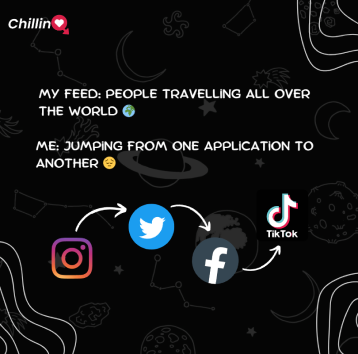 Chillin
MY FEED: PEOPLE TRAVELLING ALL OVER
THE WORLD 🌍
ME: JUMPING FROM ONE APPLICATION TO
ANOTHER 😔
TikTok